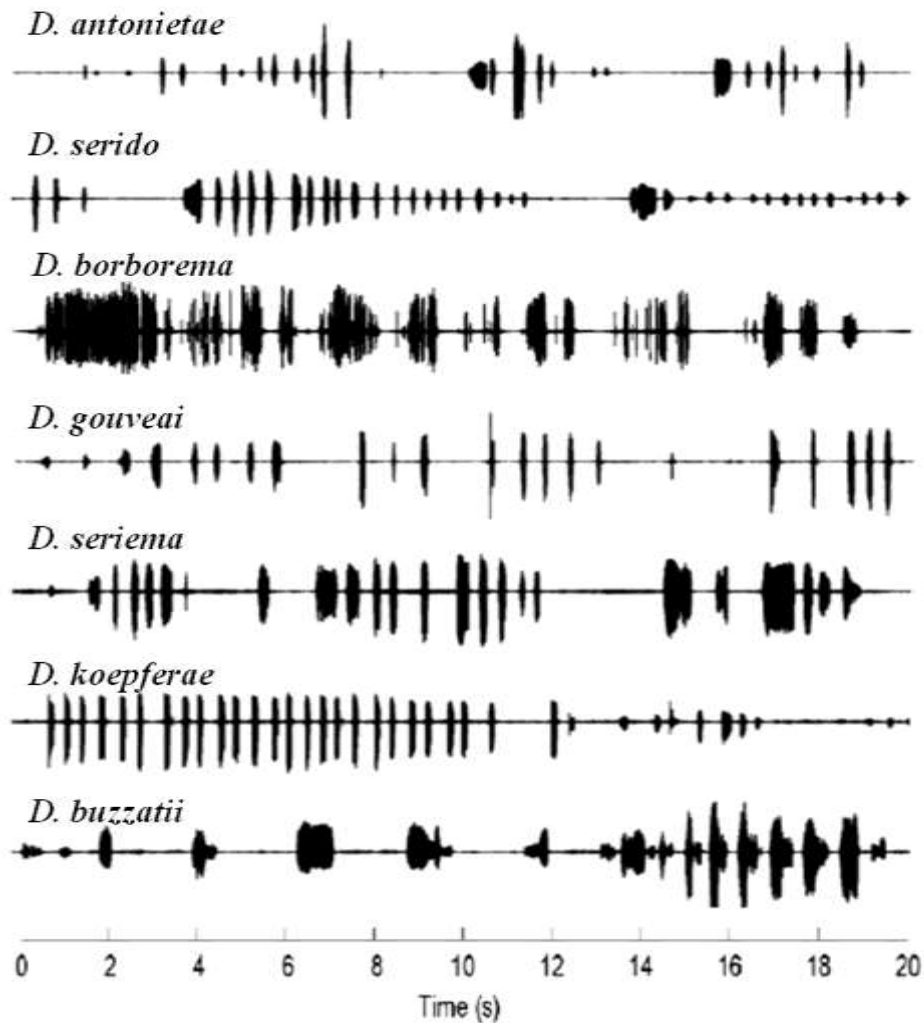 D. antonietae
D. serido
D. borborema
D. gouveai
D. seriema
D. koepferae
D. buzzatii
0 2 4 6 8 10 12 14 16 18 20
Time (s)